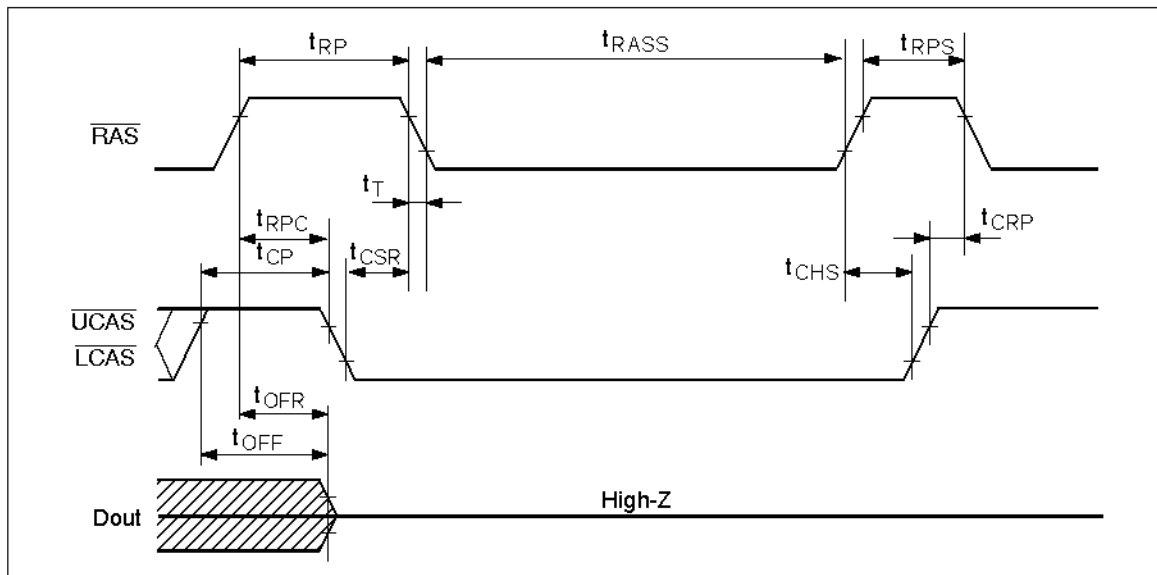 tRP
tRASS
tRPS
RAS
tT
tRPC
tCRP
tCP
tCSR
tCHS
UCAS
LCAS
tOFR
tOFF
High-Z
Dout